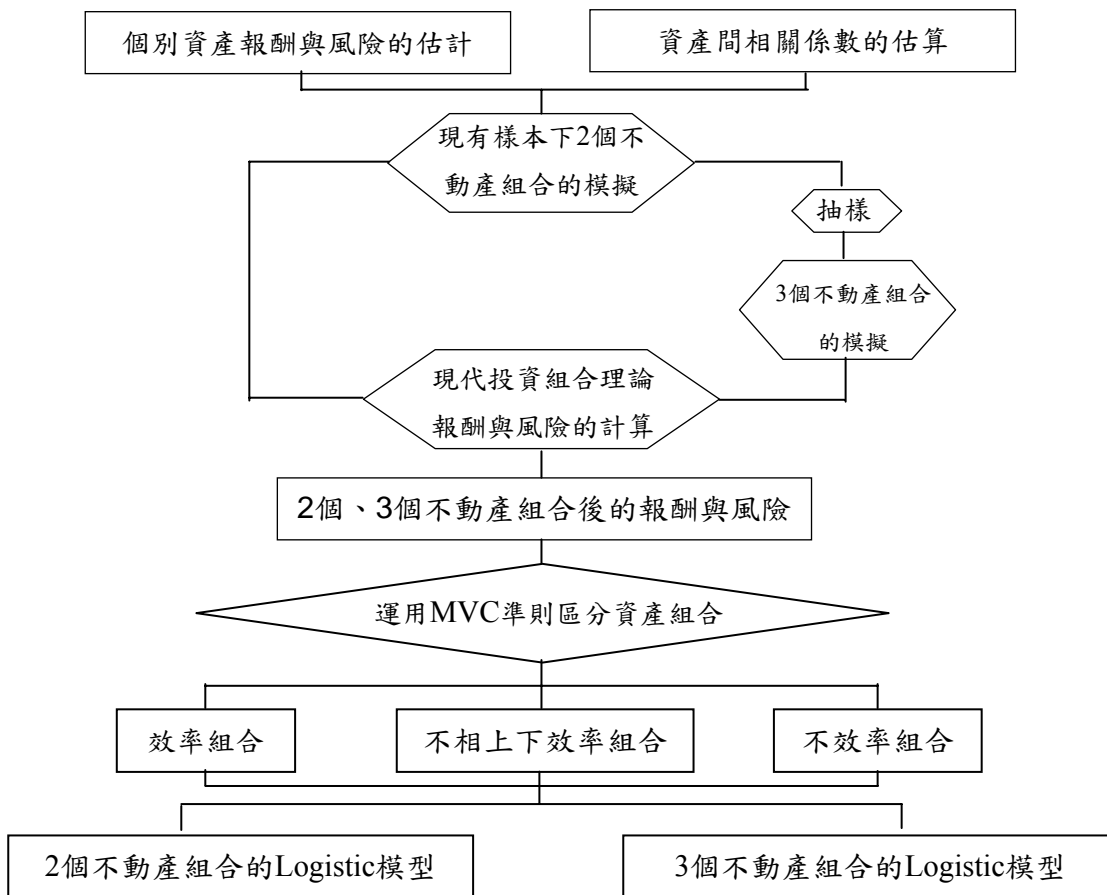 個別資產報酬與風險的估計
資產間相關係數的估算
現有樣本下2個不
動產組合的模擬
抽樣
3個不動產組合
的模擬
現代投資組合理論
報酬與風險的計算
2個、3個不動產組合後的報酬與風險
運用MVC準則區分資產組合
效率組合
不相上下效率組合
不效率組合
2個不動產組合的Logistic模型
3個不動產組合的Logistic模型